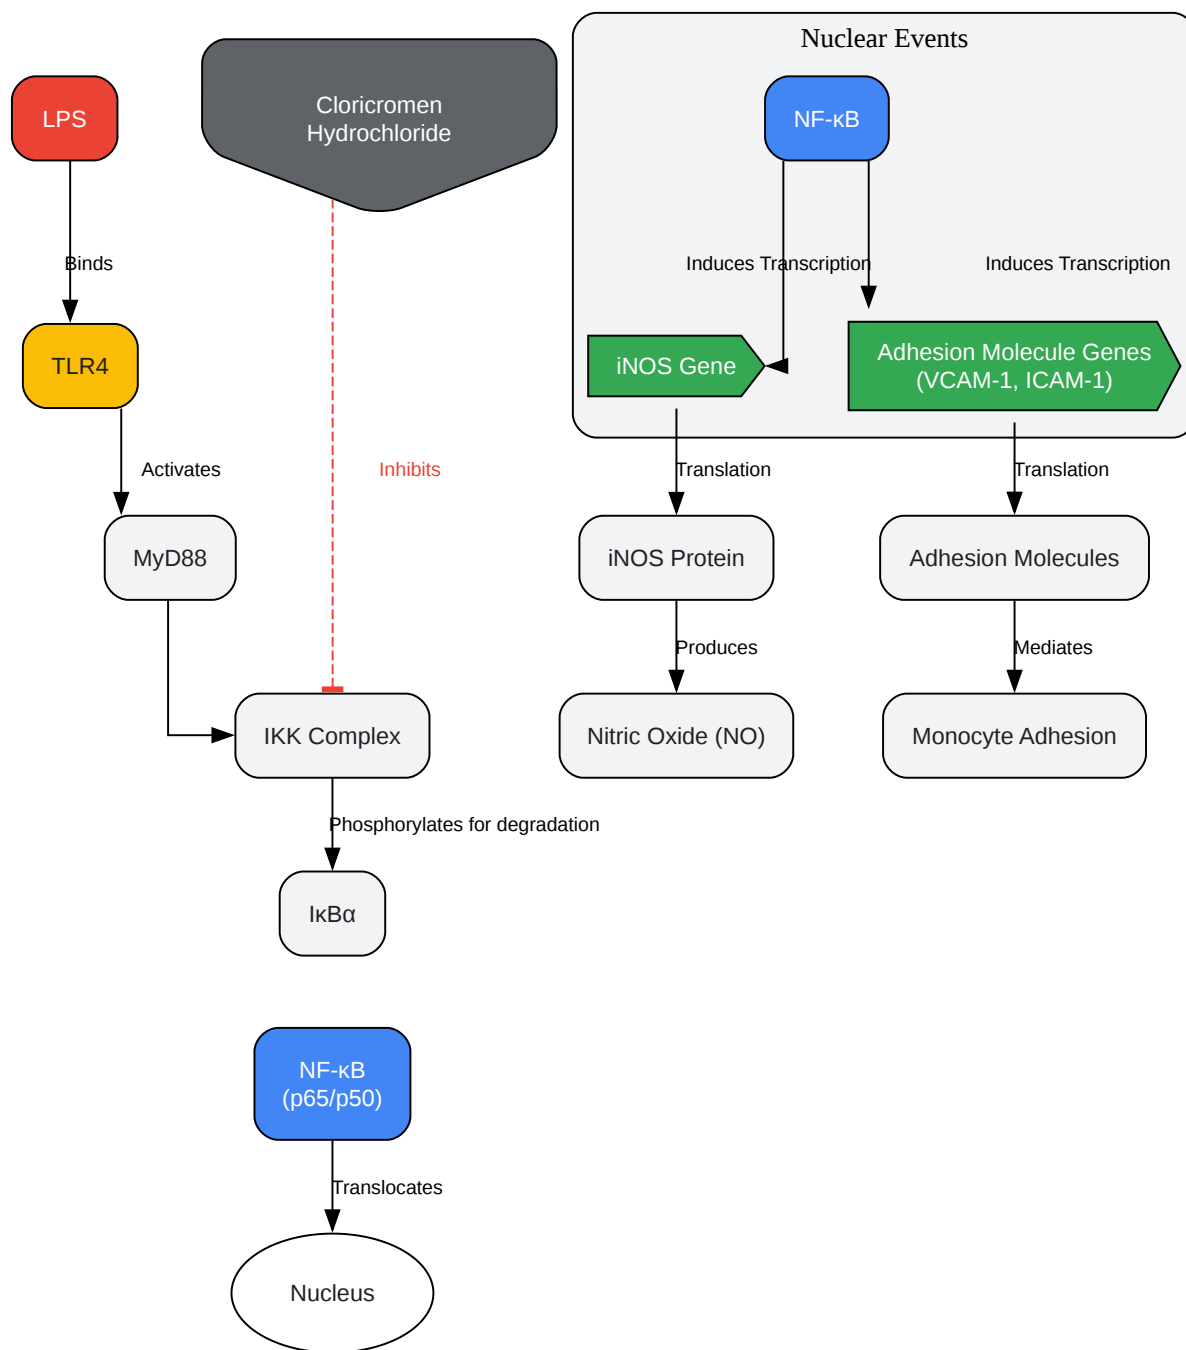 Nuclear Events
LPS
Cloricromen
Hydrochloride
NF-κB
Binds
Induces Transcription
Induces Transcription
TLR4
iNOS Gene
Adhesion Molecule Genes
(VCAM-1, ICAM-1)
Activates
Inhibits
Translation
Translation
MyD88
iNOS Protein
Adhesion Molecules
Produces
Mediates
IKK Complex
Nitric Oxide (NO)
Monocyte Adhesion
Phosphorylates for degradation
IκBα
NF-κB
(p65/p50)
Translocates
Nucleus